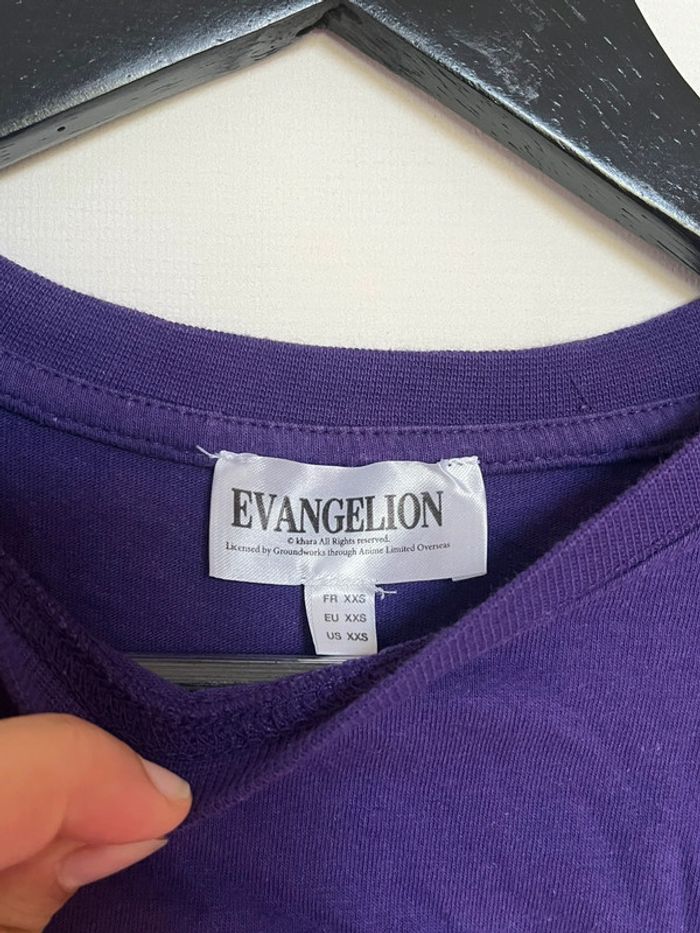 EVANGELION
© khara All Rights reserved.
Licensed by Groundworks through Anime Limited Overseas
FR XXS
EU XXS
US XXS